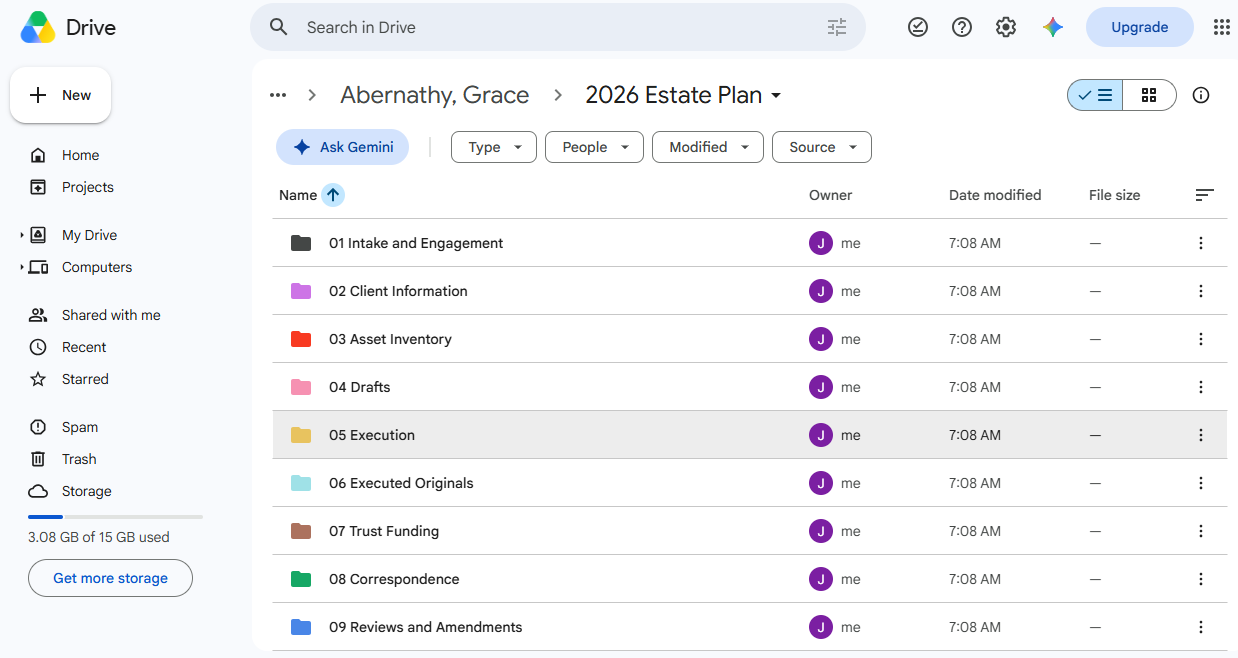 Drive
Search in Drive
Upgrade
New
Abernathy, Grace
2026 Estate Plan
Ask Gemini
Type
People
Modified
Source
Home
Projects
My Drive
Computers
Shared with me
Recent
Starred
Spam
Trash
Storage
3.08 GB of 15 GB used
Get more storage
Name Owner Date modified File size
01 Intake and Engagement J me 7:08 AM —
02 Client Information J me 7:08 AM —
03 Asset Inventory J me 7:08 AM —
04 Drafts J me 7:08 AM —
05 Execution J me 7:08 AM —
06 Executed Originals J me 7:08 AM —
07 Trust Funding J me 7:08 AM —
08 Correspondence J me 7:08 AM —
09 Reviews and Amendments J me 7:08 AM —